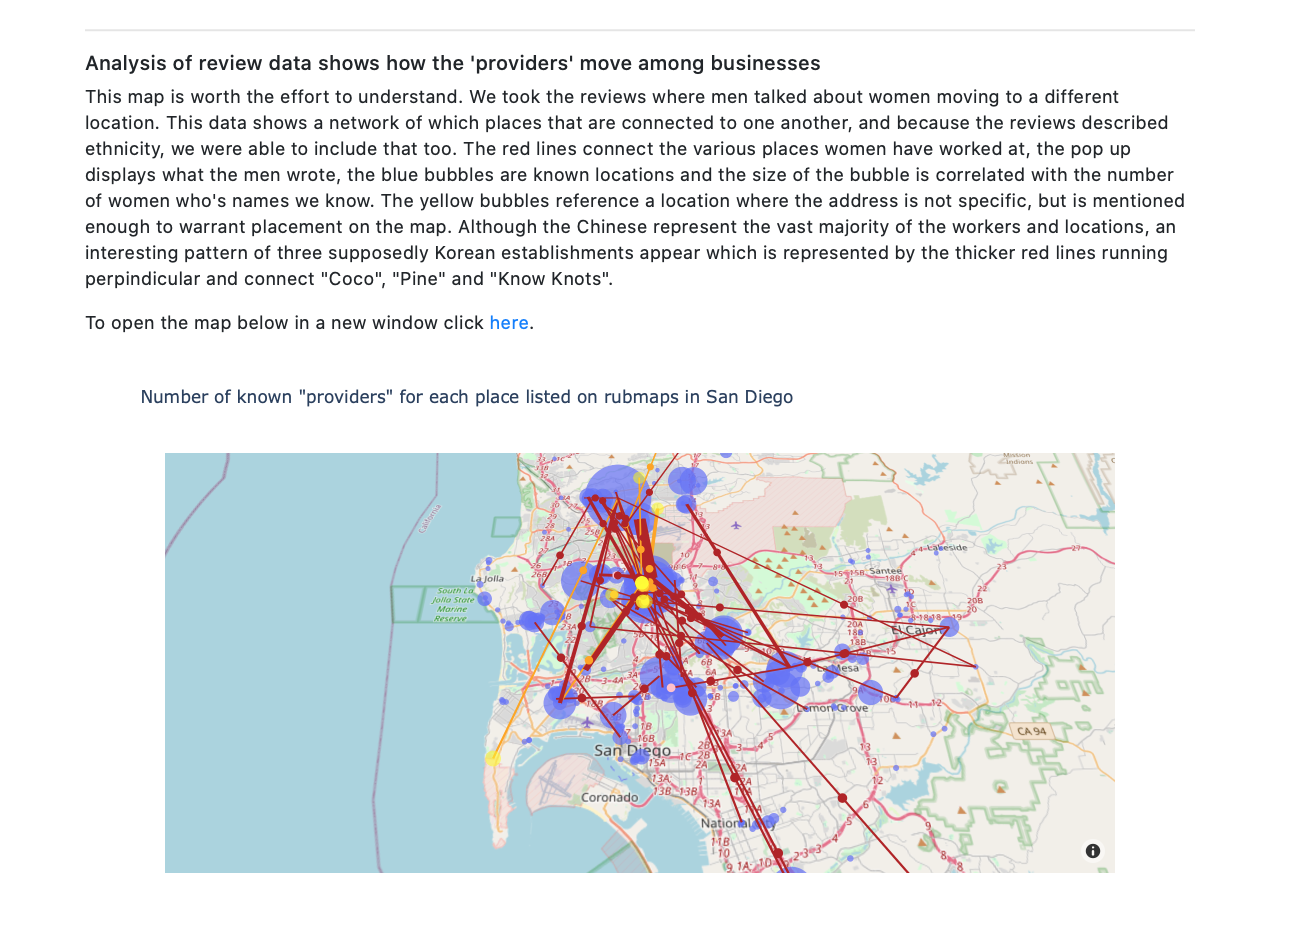 Analysis of review data shows how the 'providers' move among businesses
This map is worth the effort to understand. We took the reviews where men talked about women moving to a different
location. This data shows a network of which places that are connected to one another, and because the reviews described
ethnicity, we were able to include that too. The red lines connect the various places women have worked at, the pop up
displays what the men wrote, the blue bubbles are known locations and the size of the bubble is correlated with the number
of women who's names we know. The yellow bubbles reference a location where the address is not specific, but is mentioned
enough to warrant placement on the map. Although the Chinese represent the vast majority of the workers and locations, an
interesting pattern of three supposedly Korean establishments appear which is represented by the thicker red lines running
perpindicular and connect "Coco", "Pine" and "Know Knots".
To open the map below in a new window click here.
Number of known "providers" for each place listed on rubmaps in San Diego
Mission
Indians
California
Lakeside
La Jolla
Santee
South La
Jolla State
Marine
Reserve
El Cajon
La Mesa
Lemon Grove
CA 94
San Diego
Coronado
National City